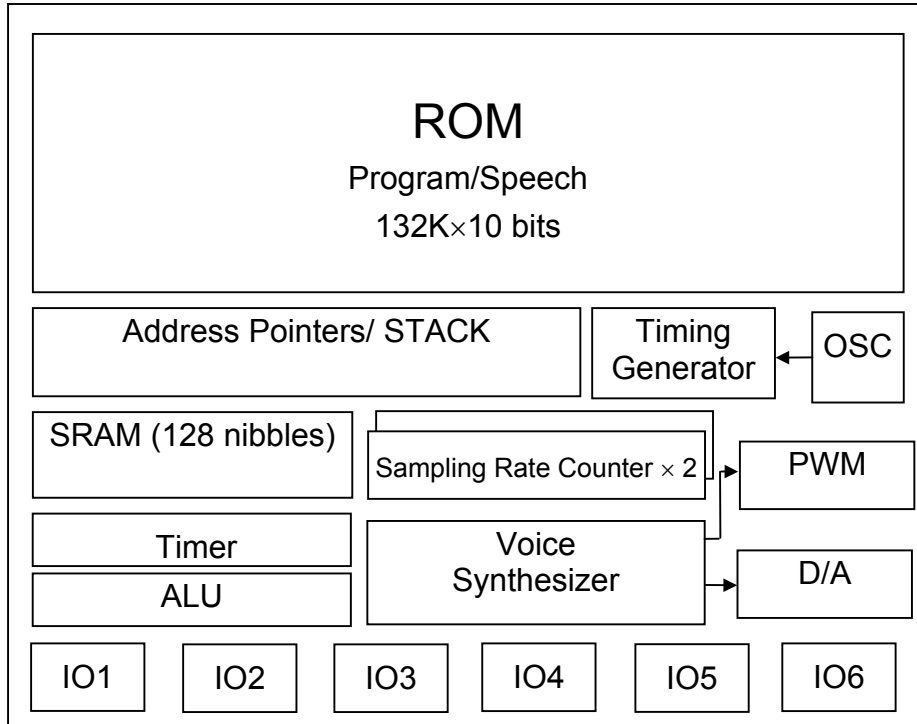 ROM
Program/Speech
132K×10 bits
Address Pointers/ STACK
Timing
Generator
OSC
SRAM (128 nibbles)
Sampling Rate Counter × 2
PWM
Timer
Voice
Synthesizer
D/A
ALU
IO1
IO2
IO3
IO4
IO5
IO6